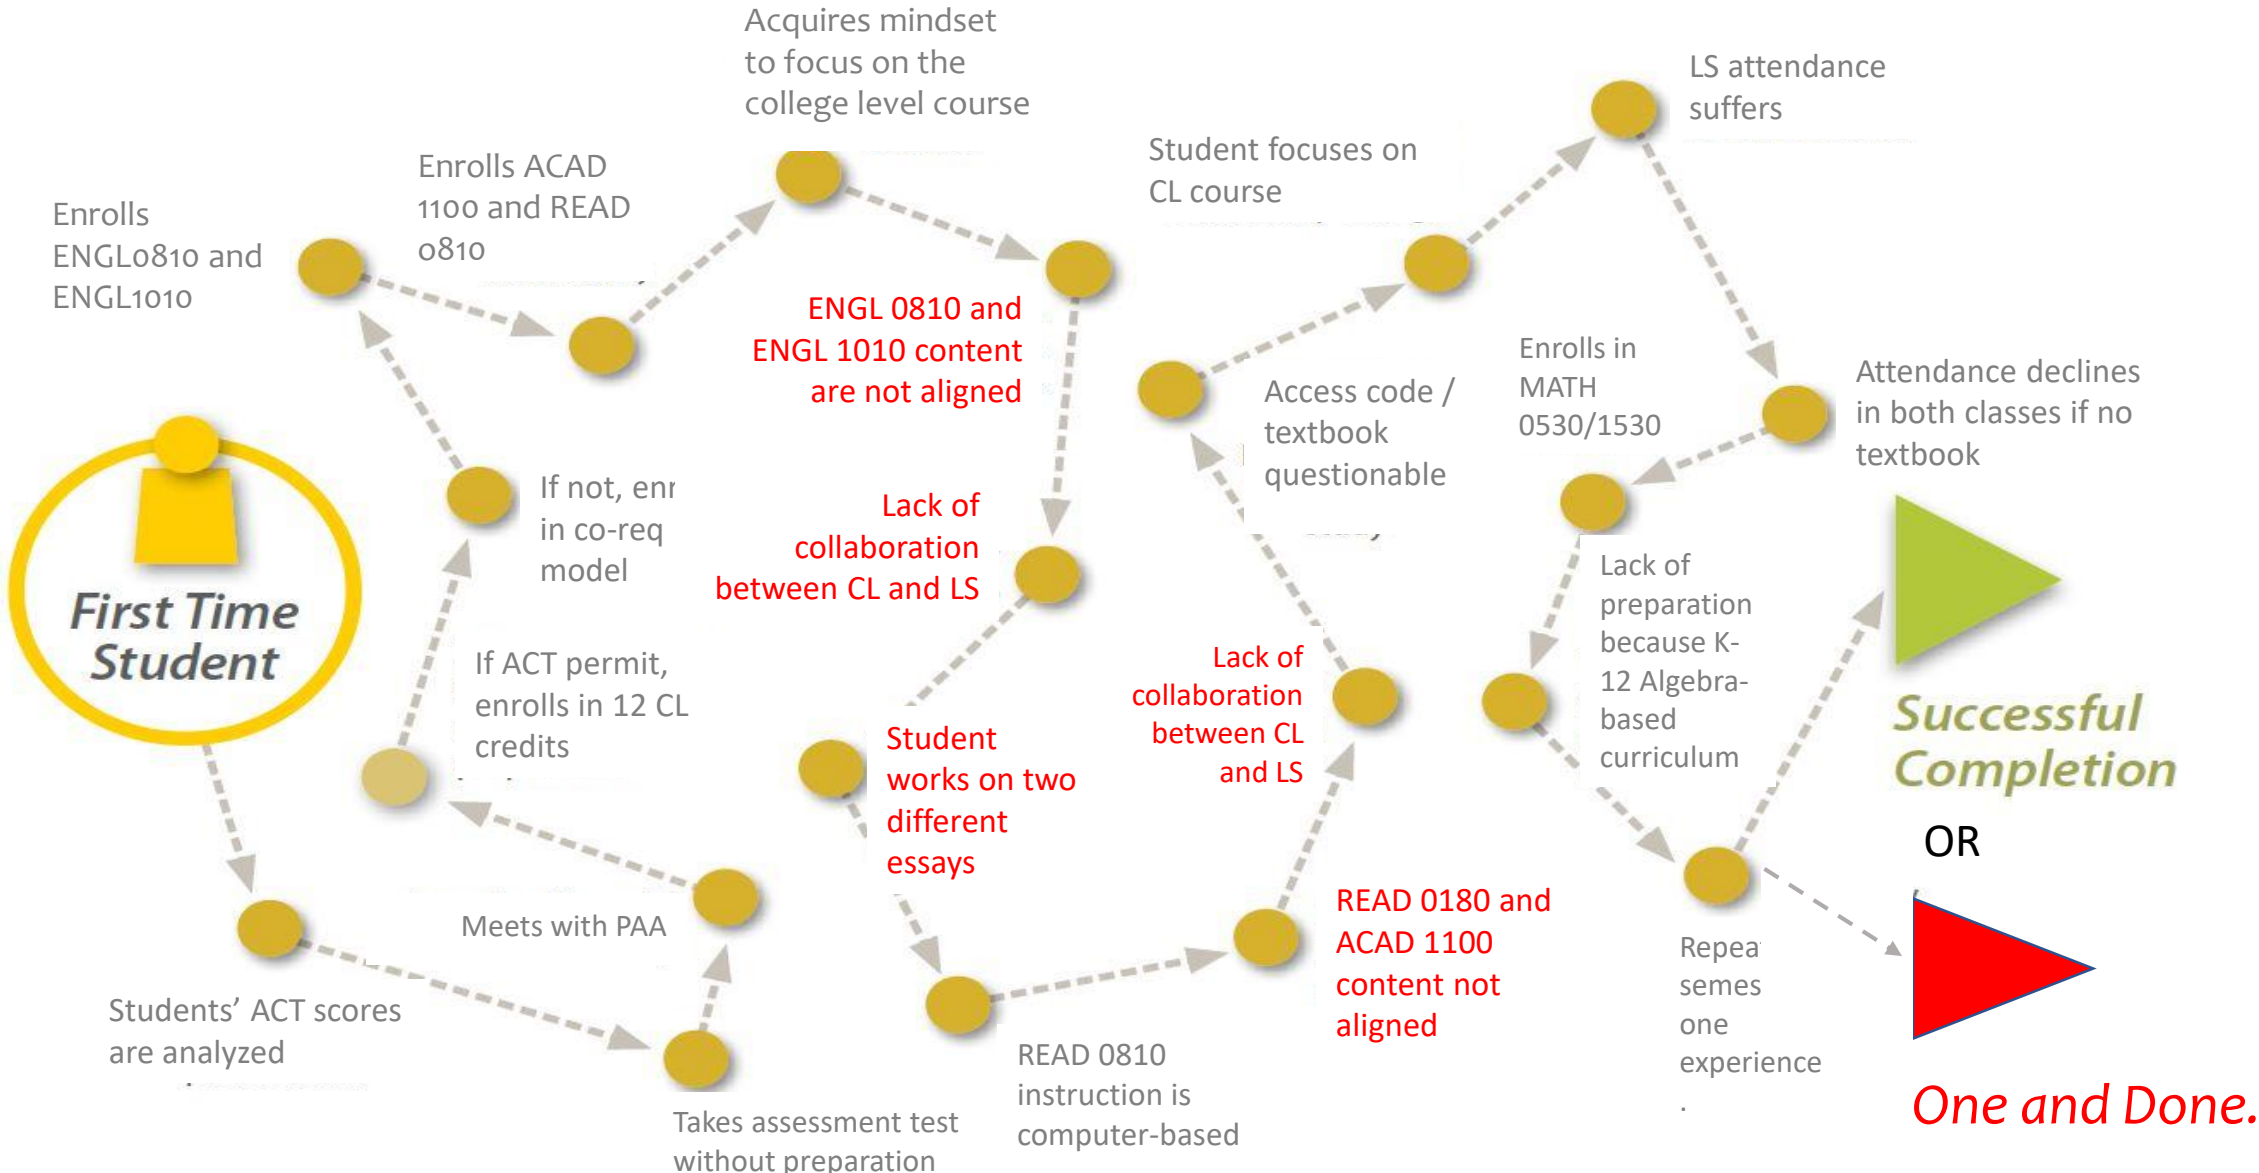 First Time
Student
Students’ ACT scores
are analyzed
Takes assessment test
without preparation
Meets with PAA
If ACT permit,
enrolls in 12 CL
credits
If not, enr
in co-req
model
Enrolls
ENGL0810 and
ENGL1010
Enrolls ACAD
1100 and READ
0810
Acquires mindset
to focus on the
college level course
ENGL 0810 and
ENGL 1010 content
are not aligned
Lack of
collaboration
between CL and LS
Student
works on two
different
essays
READ 0810
instruction is
computer-based
READ 0180 and
ACAD 1100
content not
aligned
Lack of
collaboration
between CL
and LS
Access code /
textbook
questionable
Student focuses on
CL course
LS attendance
suffers
Attendance declines
in both classes if no
textbook
Enrolls in
MATH
0530/1530
Lack of
preparation
because K-
12 Algebra-
based
curriculum
Repea
semes
one
experience
.
Successful
Completion
OR
One and Done.